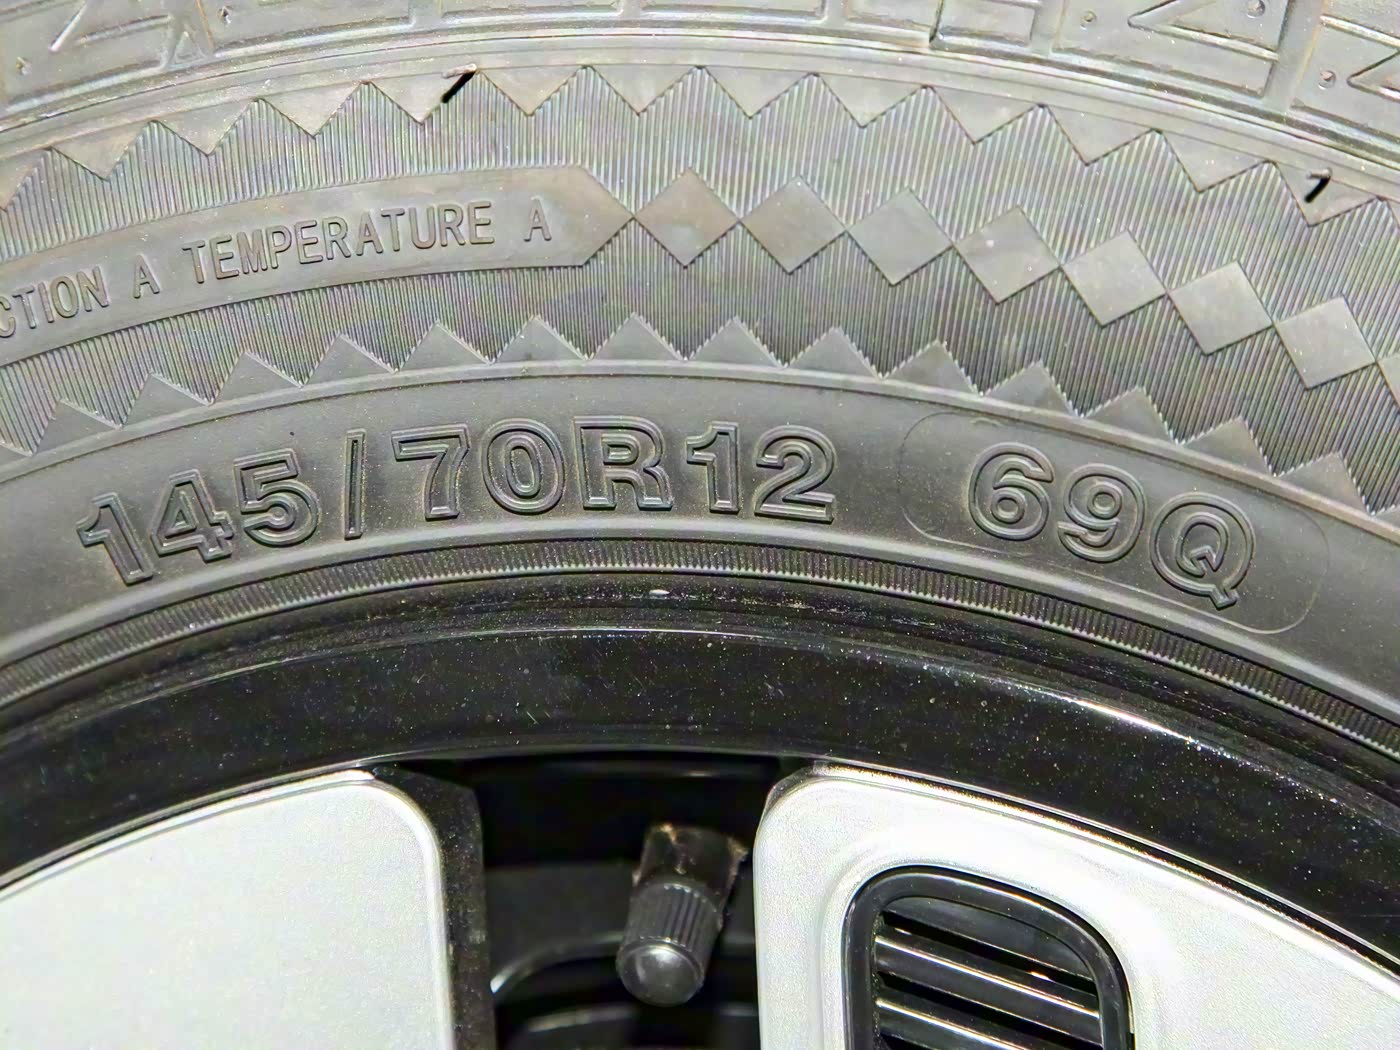 CTION A TEMPERATURE A
145/70R12 69Q